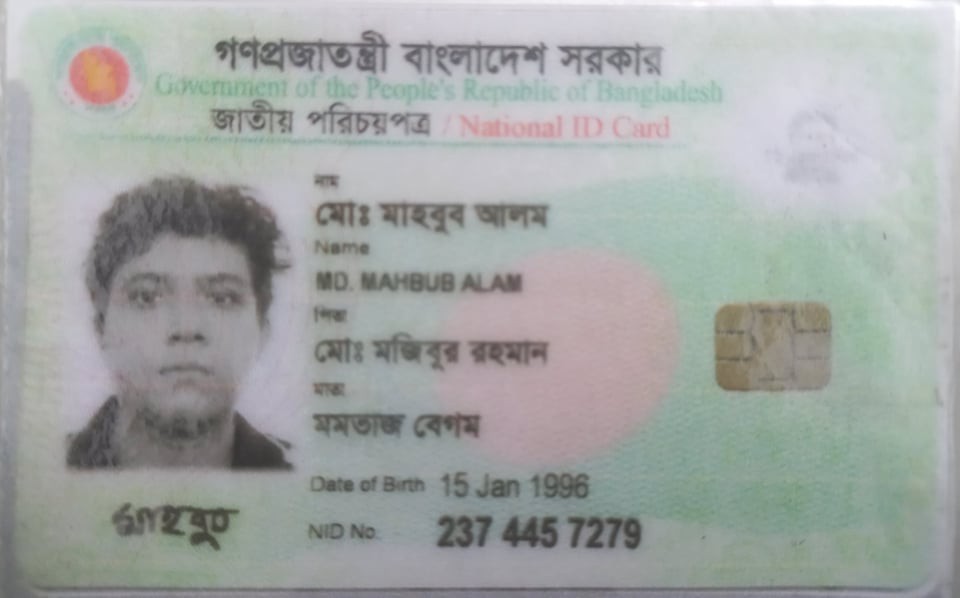 গণপ্রজাতন্ত্রী বাংলাদেশ সরকার
Government of the People's Republic of Bangladesh
জাতীয় পরিচয়পত্র / National ID Card
নাম
মোঃ মাহবুব আলম
Name
MD. MAHBUB ALAM
পিতা
মোঃ মজিবুর রহমান
মাতা
মমতাজ বেগম
Date of Birth 15 Jan 1996
মাহবুব
NID No. 237 445 7279